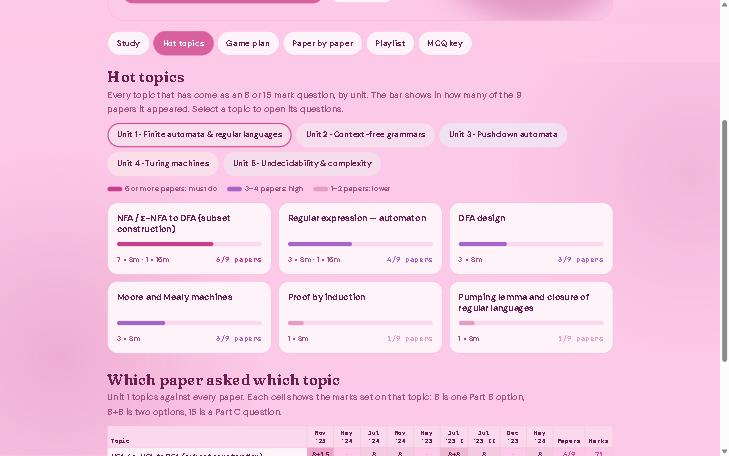 Study
Hot topics
Game plan
Paper by paper
Playlist
MCQ key
Hot topics
Every topic that has come as an 8 or 15 mark question, by unit. The bar shows in how many of the 9
papers it appeared. Select a topic to open its questions.
Unit 1 · Finite automata & regular languages
Unit 2 · Context-free grammars
Unit 3 · Pushdown automata
Unit 4 · Turing machines
Unit 5 · Undecidability & complexity
6 or more papers: must do
3–4 papers: high
1–2 papers: lower
NFA / ε-NFA to DFA (subset
construction)
7 × 8m · 1 × 15m
6/9 papers
Regular expression — automaton
3 × 8m · 1 × 15m
4/9 papers
DFA design
3 × 8m
3/9 papers
Moore and Mealy machines
3 × 8m
3/9 papers
Proof by induction
1 × 8m
1/9 papers
Pumping lemma and closure of
regular languages
1 × 8m
1/9 papers
Which paper asked which topic
Unit 1 topics against every paper. Each cell shows the marks set on that topic: 8 is one Part B option,
8+8 is two options, 15 is a Part C question.
Topic
Nov '23
May '24
Jul '24
Nov '24
May '23
Dec '23
May '24
Papers
Marks